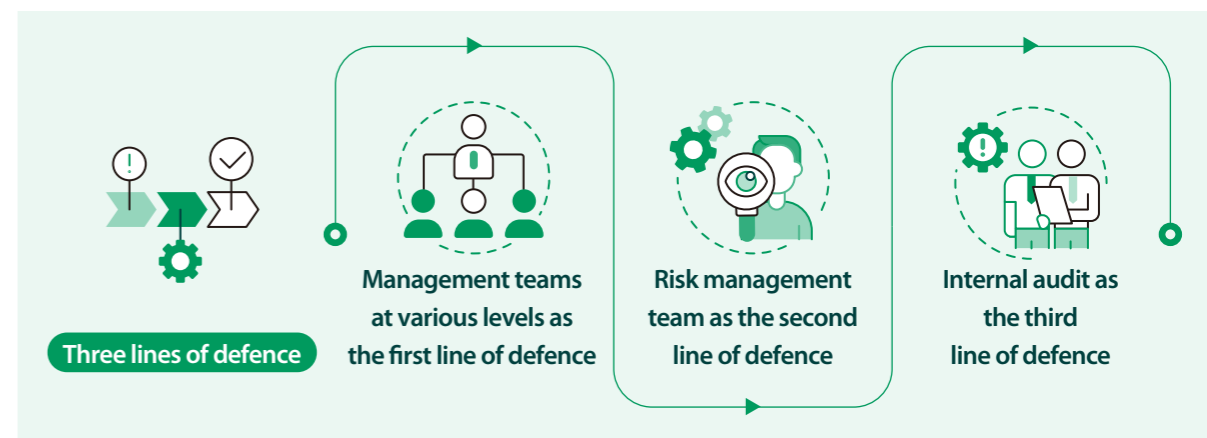 Three lines of defence
Management teams
at various levels as
the first line of defence
Risk management
team as the second
line of defence
Internal audit as
the third
line of defence